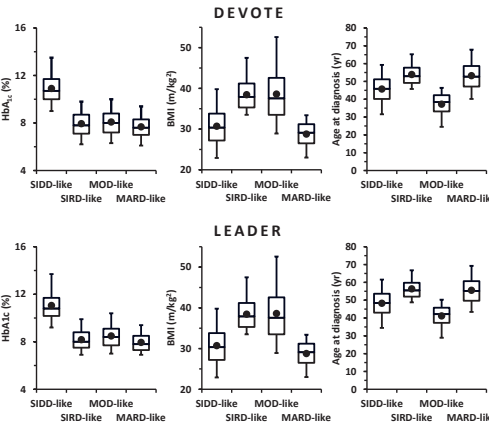 DEVOTE
HbA1c (%)
16
12
8
4
SIDD-like MOD-like
SIRD-like MARD-like
BMI (m/kg²)
50
40
30
20
SIDD-like MOD-like
SIRD-like MARD-like
Age at diagnosis (yr)
80
70
60
50
40
30
20
10
0
SIDD-like MOD-like
SIRD-like MARD-like
LEADER
HbA1c (%)
16
12
8
4
SIDD-like MOD-like
SIRD-like MARD-like
BMI (m/kg²)
50
40
30
20
SIDD-like MOD-like
SIRD-like MARD-like
Age at diagnosis (yr)
80
70
60
50
40
30
20
10
0
SIDD-like MOD-like
SIRD-like MARD-like